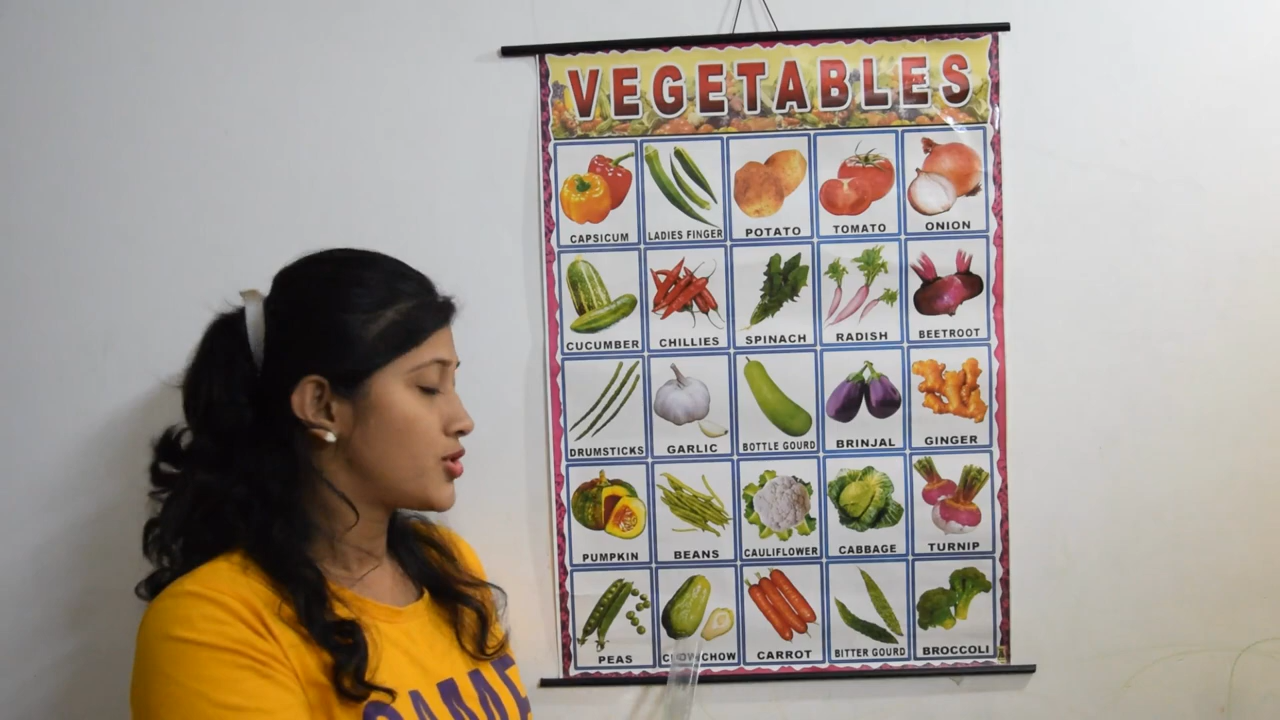 VEGETABLES
CAPSICUM
LADIES FINGER
POTATO
TOMATO
ONION
CUCUMBER
CHILLIES
SPINACH
RADISH
BEETROOT
DRUMSTICKS
GARLIC
BOTTLE GOURD
BRINJAL
GINGER
PUMPKIN
BEANS
CAULIFLOWER
CABBAGE
TURNIP
PEAS
CHOW CHOW
CARROT
BITTER GOURD
BROCCOLI